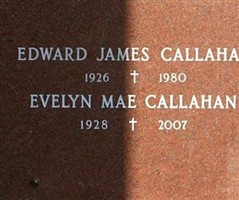 EDWARD JAMES CALLAHA
1926 † 1980
EVELYN MAE CALLAHAN
1928 † 2007